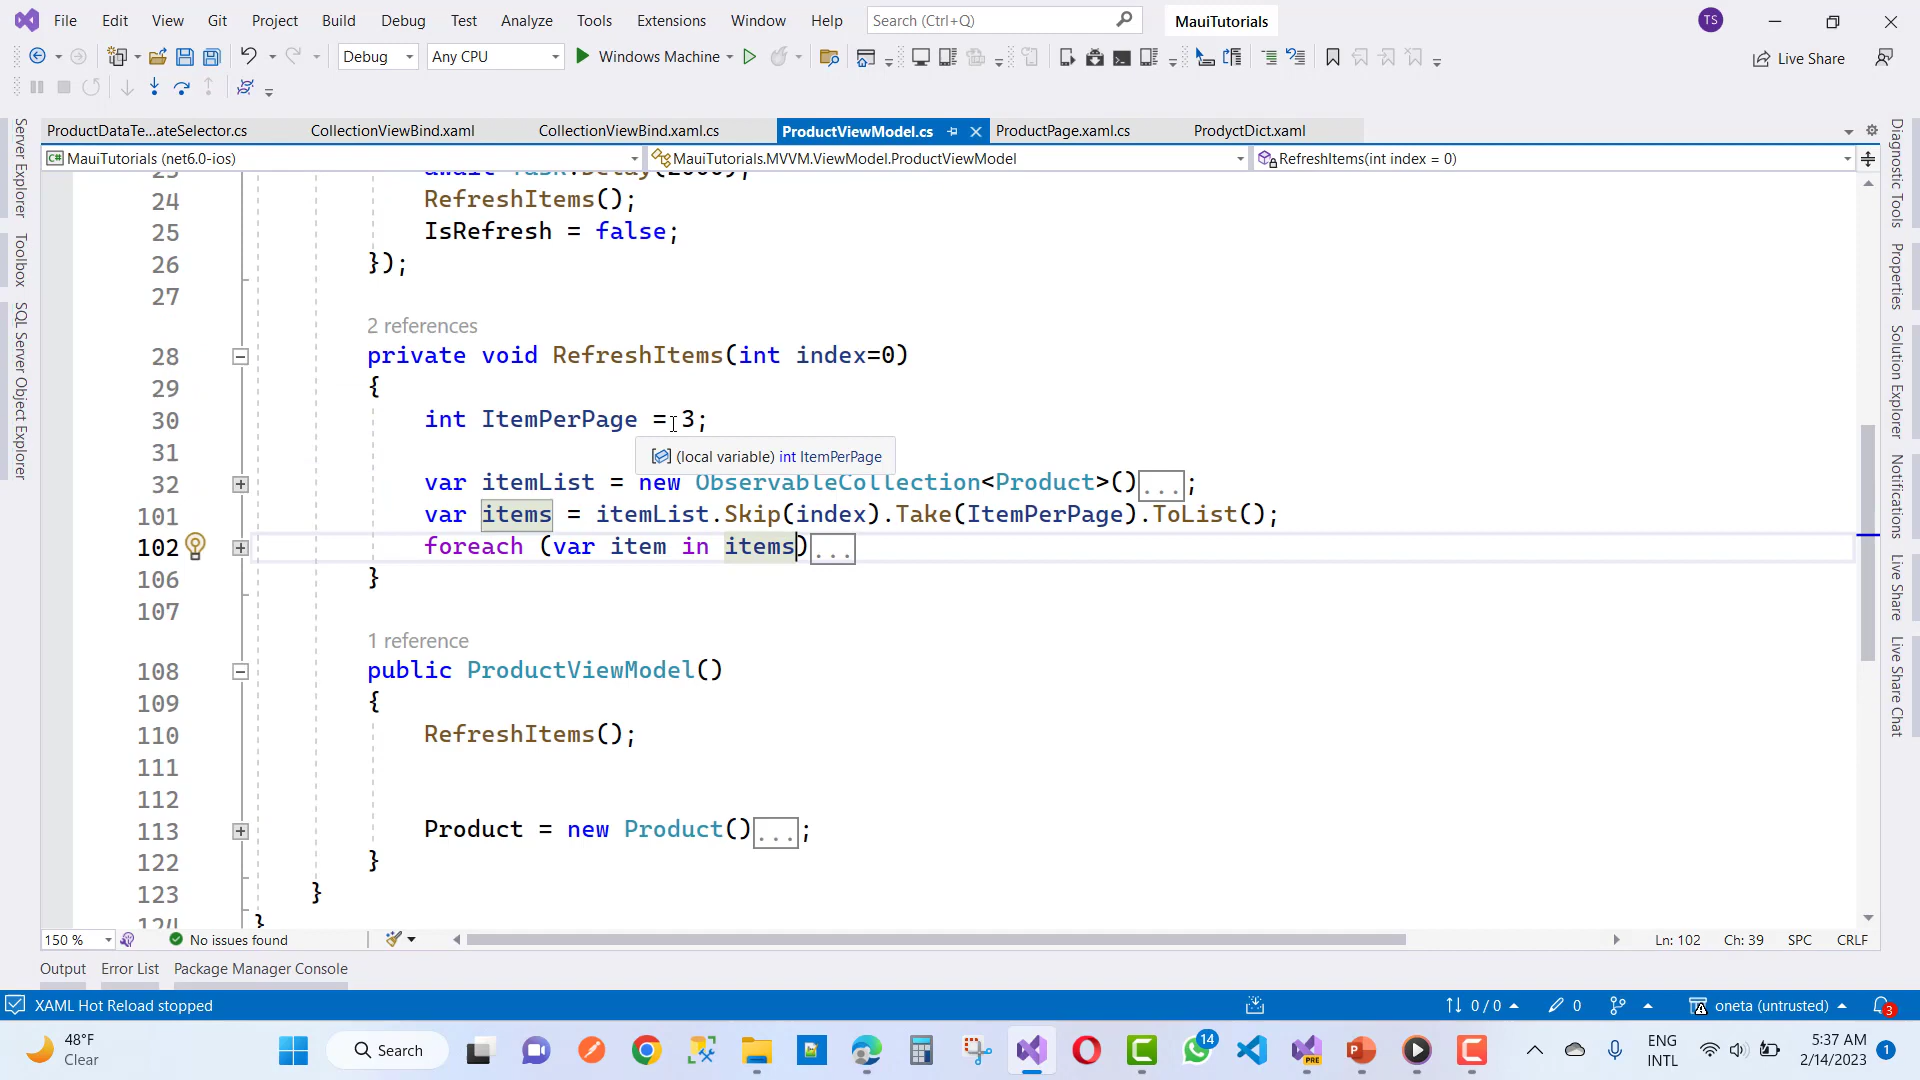 File Edit View Git Project Build Debug Test Analyze Tools Extensions Window Help Search (Ctrl+Q) MauiTutorials TS
Debug Any CPU Windows Machine Live Share
ProductDataTe...ateSelector.cs CollectionViewBind.xaml CollectionViewBind.xaml.cs ProductViewModel.cs ProductPage.xaml.cs ProdyctDict.xaml
MauiTutorials (net6.0-ios) MauiTutorials.MVVM.ViewModel.ProductViewModel RefreshItems(int index = 0)
Server Explorer
Toolbox
SQL Server Object Explorer
24 RefreshItems();
25 IsRefresh = false;
26 });
27
2 references
28 private void RefreshItems(int index=0)
29 {
30 int ItemPerPage = 3;
31
(local variable) int ItemPerPage
32 var itemList = new ObservableCollection<Product>()...;
101 var items = itemList.Skip(index).Take(ItemPerPage).ToList();
102 foreach (var item in items)...
106 }
107
1 reference
108 public ProductViewModel()
109 {
110 RefreshItems();
111
112
113 Product = new Product()...;
122 }
123 }
124 }
Diagnostic Tools
Properties
Solution Explorer
Notifications
Live Share
Live Share Chat
150 % No issues found Ln: 102 Ch: 39 SPC CRLF
Output Error List Package Manager Console
XAML Hot Reload stopped 0 / 0 0 oneta (untrusted) 3
48°F
Clear
Search
14
PRE
ENG
INTL
5:37 AM
2/14/2023
1